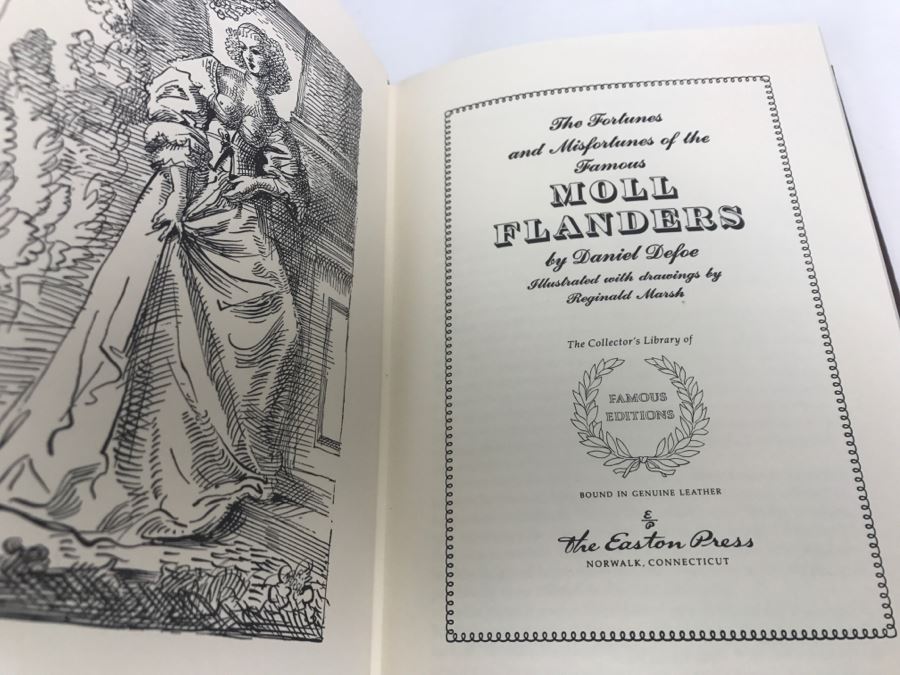 The Fortunes
and Misfortunes of the
Famous
MOLL
FLANDERS
by Daniel Defoe
Illustrated with drawings by
Reginald Marsh
The Collector's Library of
FAMOUS
EDITIONS
BOUND IN GENUINE LEATHER
E
P
The Easton Press
NORWALK, CONNECTICUT